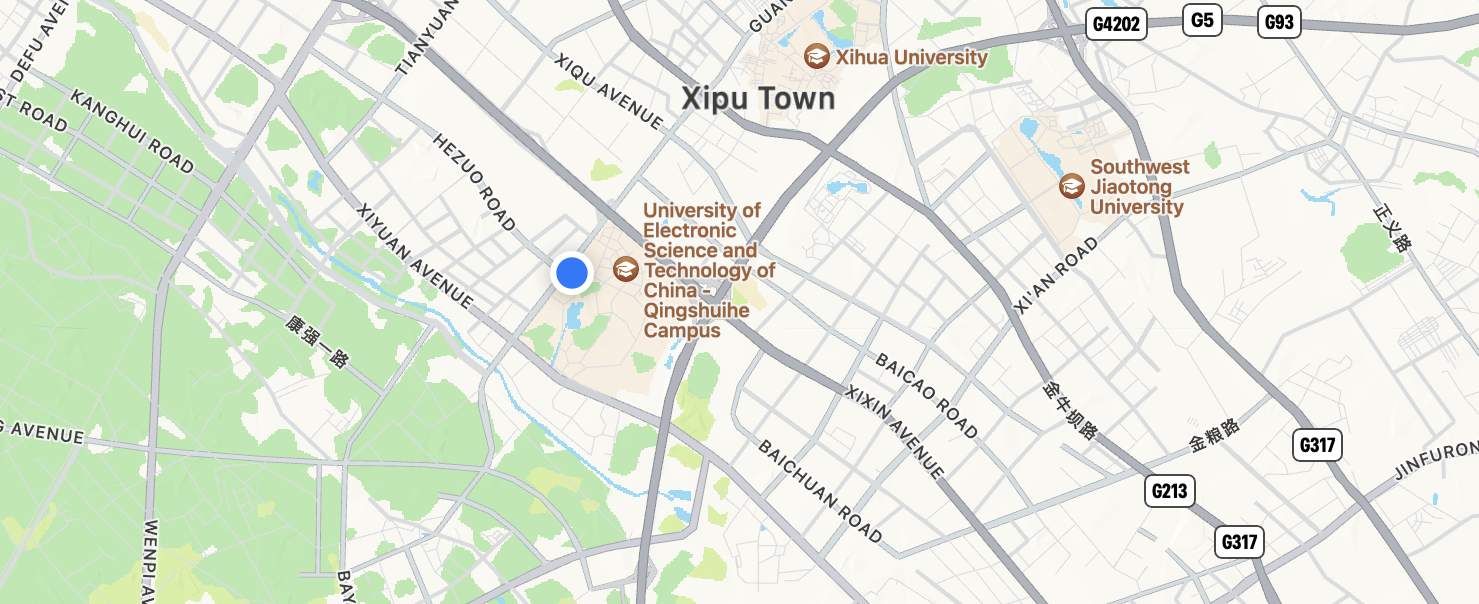 DEFU AVEN
TIANYUAN
GUAN
G4202
G5
G93
XIQU AVENUE
Xihua University
Xipu Town
ST ROAD
KANGHUI ROAD
HEZUO ROAD
Southwest
Jiaotong
University
正义路
XIYUAN AVENUE
University of
Electronic
Science and
Technology of
China -
Qingshuihe
Campus
XI'AN ROAD
康强一路
BAICAO ROAD
XIXIN AVENUE
金牛坝路
金粮路
G AVENUE
BAICHUAN ROAD
G317
JINFURON
G213
G317
WENPI AV
BAY